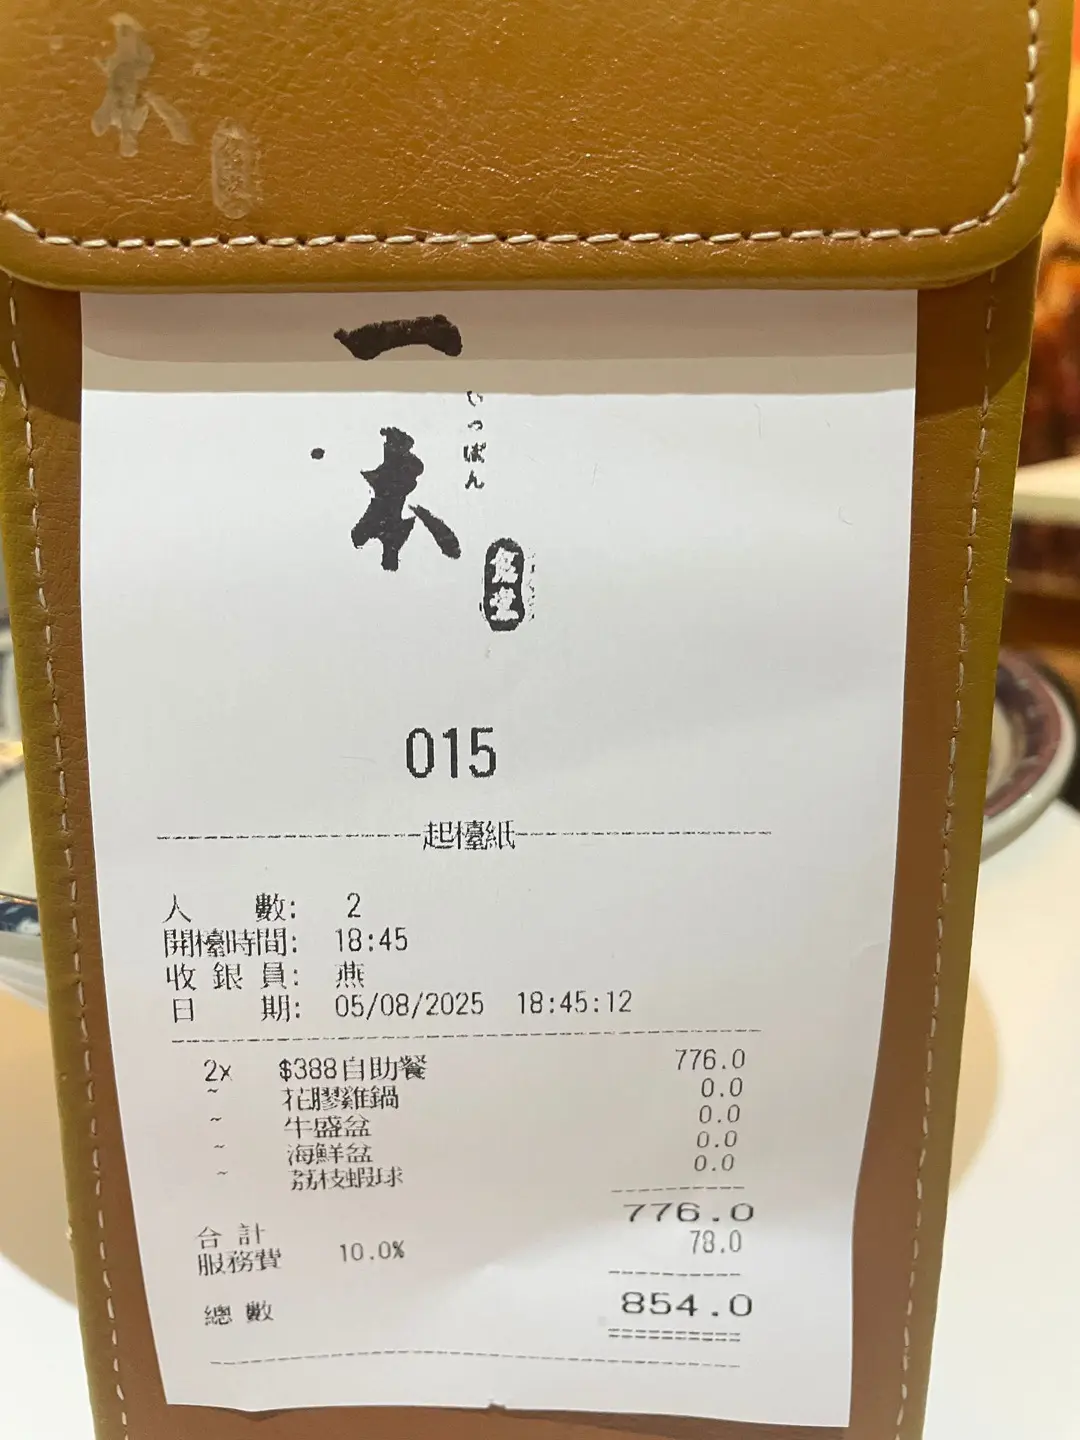 一本
いっぽん
食堂
015
起檯紙
人 數: 2
開檯時間: 18:45
收 銀 員: 燕
日 期: 05/08/2025 18:45:12
2x $388自助餐 776.0
~ 花膠雞鍋 0.0
~ 牛盛盆 0.0
~ 海鮮盆 0.0
~ 荔枝蝦球 0.0
合 計 776.0
服務費 10.0% 78.0
總 數 854.0